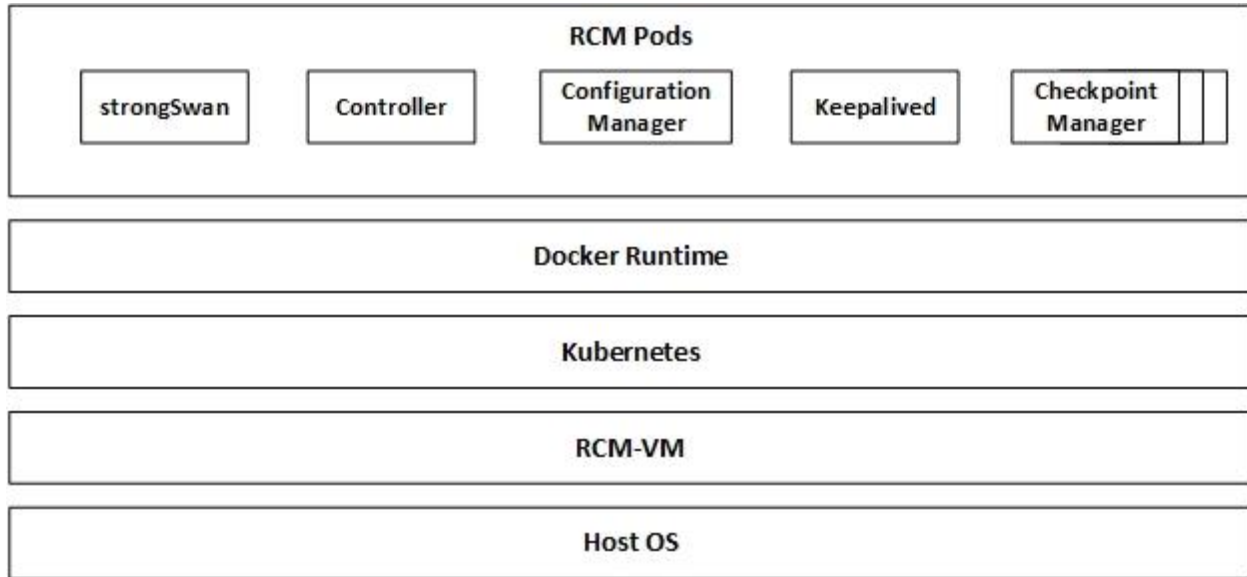 RCM Pods
strongSwan
Controller
Configuration
Manager
Keepalived
Checkpoint
Manager
Docker Runtime
Kubernetes
RCM-VM
Host OS